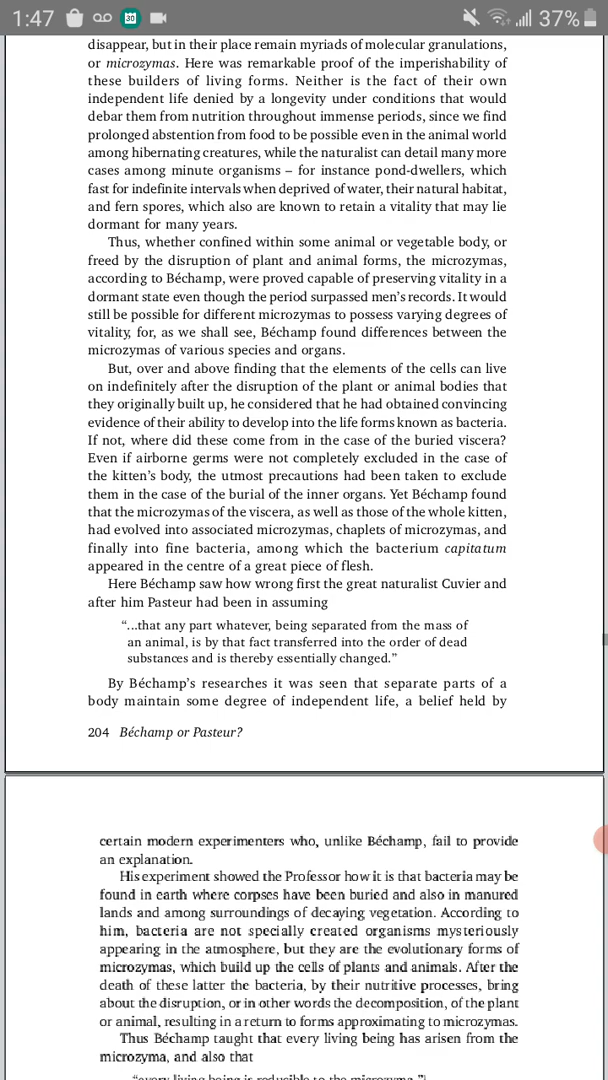 1:47 30 37%
disappear, but in their place remain myriads of molecular granulations,
or microzymas. Here was remarkable proof of the imperishability of
these builders of living forms. Neither is the fact of their own
independent life denied by a longevity under conditions that would
debar them from nutrition throughout immense periods, since we find
prolonged abstention from food to be possible even in the animal world
among hibernating creatures, while the naturalist can detail many more
cases among minute organisms – for instance pond-dwellers, which
fast for indefinite intervals when deprived of water, their natural habitat,
and fern spores, which also are known to retain a vitality that may lie
dormant for many years.
Thus, whether confined within some animal or vegetable body, or
freed by the disruption of plant and animal forms, the microzymas,
according to Béchamp, were proved capable of preserving vitality in a
dormant state even though the period surpassed men's records. It would
still be possible for different microzymas to possess varying degrees of
vitality, for, as we shall see, Béchamp found differences between the
microzymas of various species and organs.
But, over and above finding that the elements of the cells can live
on indefinitely after the disruption of the plant or animal bodies that
they originally built up, he considered that he had obtained convincing
evidence of their ability to develop into the life forms known as bacteria.
If not, where did these come from in the case of the buried viscera?
Even if airborne germs were not completely excluded in the case of
the kitten's body, the utmost precautions had been taken to exclude
them in the case of the burial of the inner organs. Yet Béchamp found
that the microzymas of the viscera, as well as those of the whole kitten,
had evolved into associated microzymas, chaplets of microzymas, and
finally into fine bacteria, among which the bacterium capitatum
appeared in the centre of a great piece of flesh.
Here Béchamp saw how wrong first the great naturalist Cuvier and
after him Pasteur had been in assuming
“...that any part whatever, being separated from the mass of
an animal, is by that fact transferred into the order of dead
substances and is thereby essentially changed.”
By Béchamp's researches it was seen that separate parts of a
body maintain some degree of independent life, a belief held by
204 Béchamp or Pasteur?
certain modern experimenters who, unlike Béchamp, fail to provide
an explanation.
His experiment showed the Professor how it is that bacteria may be
found in earth where corpses have been buried and also in manured
lands and among surroundings of decaying vegetation. According to
him, bacteria are not specially created organisms mysteriously
appearing in the atmosphere, but they are the evolutionary forms of
microzymas, which build up the cells of plants and animals. After the
death of these latter the bacteria, by their nutritive processes, bring
about the disruption, or in other words the decomposition, of the plant
or animal, resulting in a return to forms approximating to microzymas.
Thus Béchamp taught that every living being has arisen from the
microzyma, and also that
“every living being is reducible to the microzyma.”